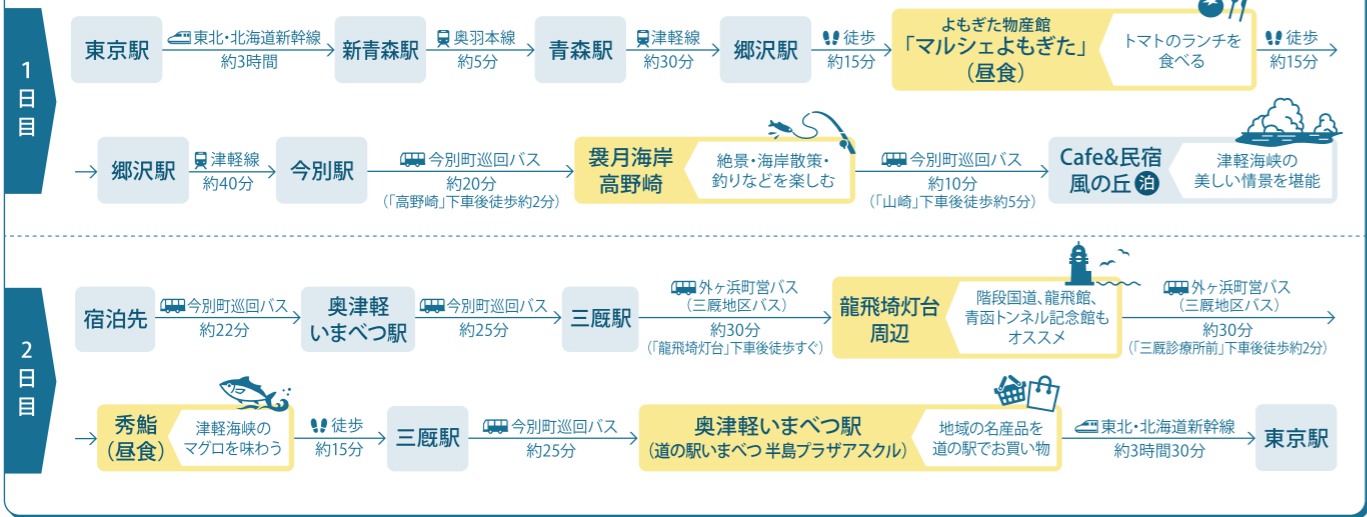 1日目
東京駅
東北・北海道新幹線
約3時間
新青森駅
奥羽本線
約5分
青森駅
津軽線
約30分
郷沢駅
徒歩
約15分
よもぎた物産館
「マルシェよもぎた」
（昼食）
トマトのランチを
食べる
徒歩
約15分
郷沢駅
津軽線
約40分
今別駅
今別町巡回バス
約20分
（「高野崎」下車後徒歩約2分）
袰月海岸
高野崎
絶景・海岸散策・
釣りなどを楽しむ
今別町巡回バス
約10分
（「山崎」下車後徒歩約5分）
Cafe&民宿
風の丘 泊
津軽海峡の
美しい情景を堪能
2日目
宿泊先
今別町巡回バス
約22分
奥津軽
いまべつ駅
今別町巡回バス
約25分
三厩駅
外ヶ浜町営バス
（三厩地区バス）
約30分
（「龍飛埼灯台」下車後徒歩すぐ）
龍飛埼灯台
周辺
階段国道、龍飛館、
青函トンネル記念館も
オススメ
外ヶ浜町営バス
（三厩地区バス）
約30分
（「三厩診療所前」下車後徒歩約2分）
秀鮨
（昼食）
津軽海峡の
マグロを味わう
徒歩
約15分
三厩駅
今別町巡回バス
約25分
奥津軽いまべつ駅
（道の駅いまべつ 半島プラザアスクル）
地域の名産品を
道の駅でお買い物
東北・北海道新幹線
約3時間30分
東京駅